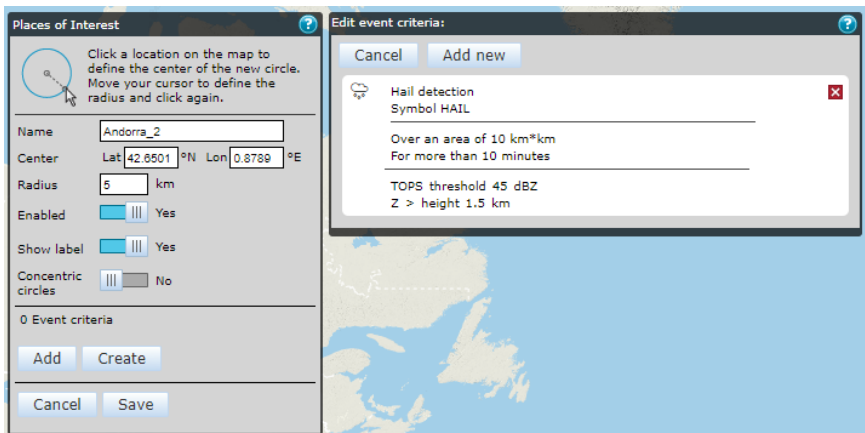 Places of Interest ?
Click a location on the map to
define the center of the new circle.
Move your cursor to define the
radius and click again.
Name Andorra_2
Center Lat 42.6501 °N Lon 0.8789 °E
Radius 5 km
Enabled Yes
Show label Yes
Concentric
circles No
0 Event criteria
Add Create
Cancel Save
Edit event criteria: ?
Cancel Add new
Hail detection
Symbol HAIL
Over an area of 10 km*km
For more than 10 minutes
TOPS threshold 45 dBZ
Z > height 1.5 km